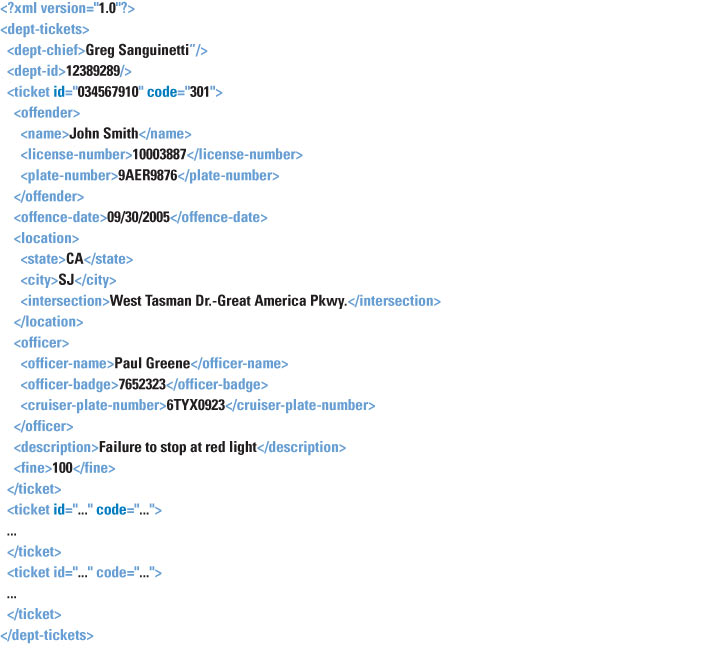 <?xml version="1.0"?>
<dept-tickets>
<dept-chief>Greg Sanguinetti"/>
<dept-id>12389289/>
<ticket id="034567910" code="301">
<offender>
<name>John Smith</name>
<license-number>10003887</license-number>
<plate-number>9AER9876</plate-number>
</offender>
<offence-date>09/30/2005</offence-date>
<location>
<state>CA</state>
<city>SJ</city>
<intersection>West Tasman Dr.-Great America Pkwy.</intersection>
</location>
<officer>
<officer-name>Paul Greene</officer-name>
<officer-badge>7652323</officer-badge>
<cruiser-plate-number>6TYX0923</cruiser-plate-number>
</officer>
<description>Failure to stop at red light</description>
<fine>100</fine>
</ticket>
<ticket id="..." code="...">
...
</ticket>
<ticket id="..." code="...">
...
</ticket>
</dept-tickets>